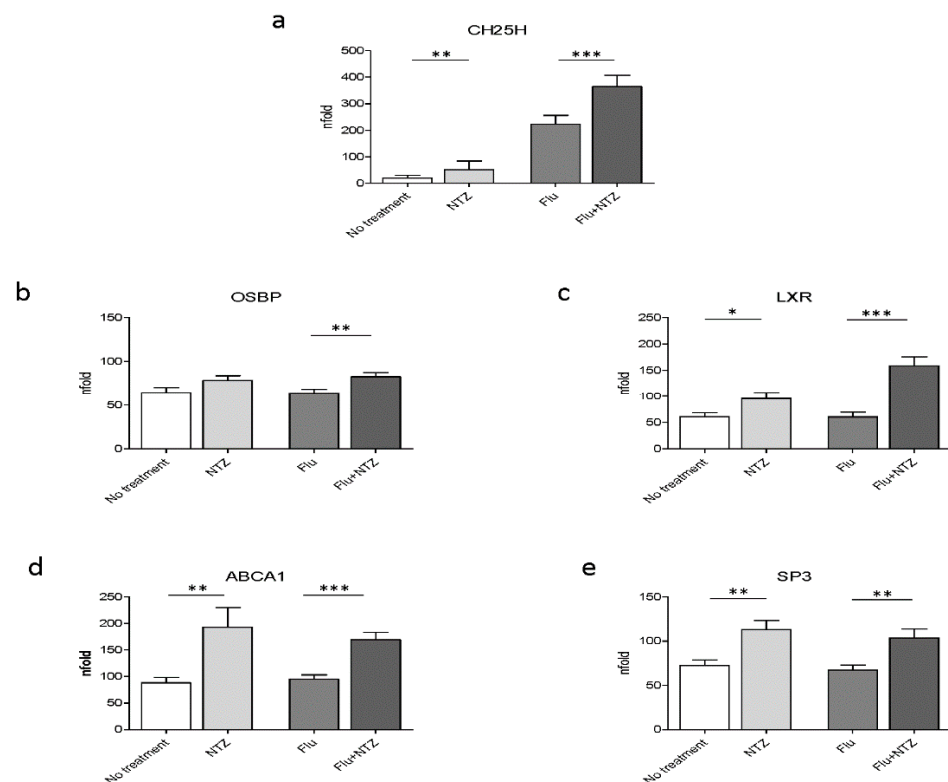 a
CH25H
** ***
500
400
300
200
100
0
nfold
No treatment NTZ Flu Flu+NTZ
b
OSBP
**
150
100
50
0
nfold
No treatment NTZ Flu Flu+NTZ
c
LXR
* ***
250
200
150
100
50
0
nfold
No treatment NTZ Flu Flu+NTZ
d
ABCA1
** ***
250
200
150
100
50
0
nfold
No treatment NTZ Flu Flu+NTZ
e
SP3
** **
150
100
50
0
nfold
No treatment NTZ Flu Flu+NTZ